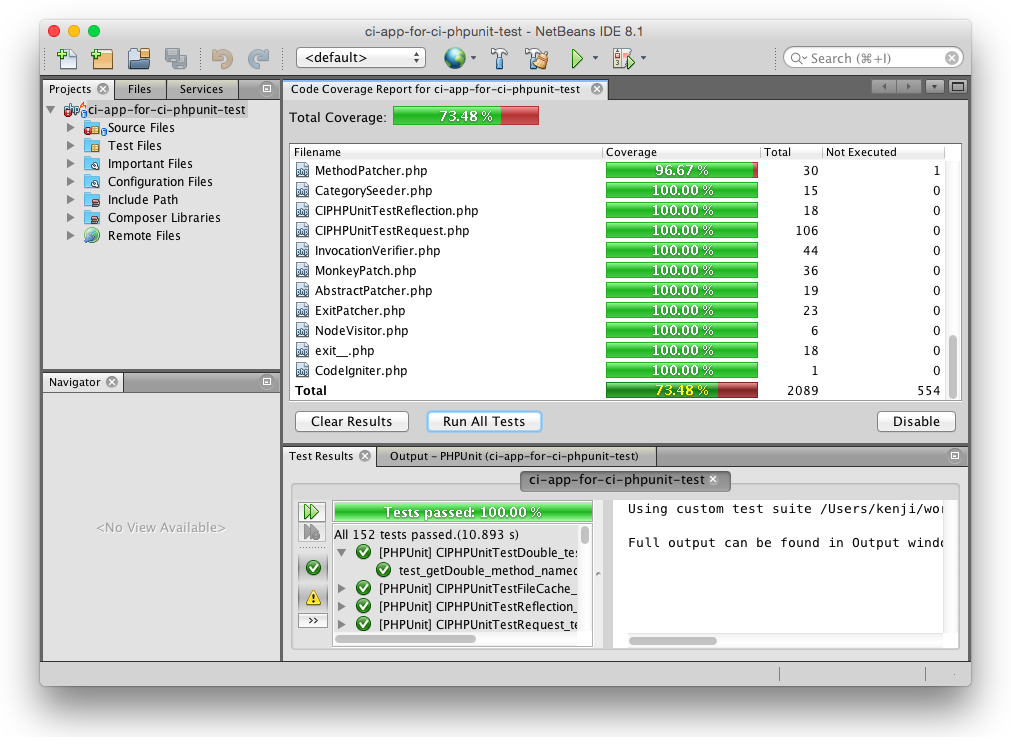 ci-app-for-ci-phpunit-test - NetBeans IDE 8.1
<default>
Search (⌘+I)
Projects Files Services
Code Coverage Report for ci-app-for-ci-phpunit-test
ci-app-for-ci-phpunit-test
Source Files
Test Files
Important Files
Configuration Files
Include Path
Composer Libraries
Remote Files
Navigator
<No View Available>
Total Coverage: 73.48 %
Filename Coverage Total Not Executed
MethodPatcher.php 96.67 % 30 1
CategorySeeder.php 100.00 % 15 0
CIPHPUnitTestReflection.php 100.00 % 18 0
CIPHPUnitTestRequest.php 100.00 % 106 0
InvocationVerifier.php 100.00 % 44 0
MonkeyPatch.php 100.00 % 36 0
AbstractPatcher.php 100.00 % 19 0
ExitPatcher.php 100.00 % 23 0
NodeVisitor.php 100.00 % 6 0
exit__.php 100.00 % 18 0
CodeIgniter.php 100.00 % 1 0
Total 73.48 % 2089 554
Clear Results Run All Tests Disable
Test Results Output - PHPUnit (ci-app-for-ci-phpunit-test)
ci-app-for-ci-phpunit-test
Tests passed: 100.00 %
All 152 tests passed.(10.893 s)
[PHPUnit] CIPHPUnitTestDouble_tes
test_getDouble_method_named
[PHPUnit] CIPHPUnitTestFileCache_
[PHPUnit] CIPHPUnitTestReflection_
[PHPUnit] CIPHPUnitTestRequest_te
>>
Using custom test suite /Users/kenji/wor
Full output can be found in Output windo